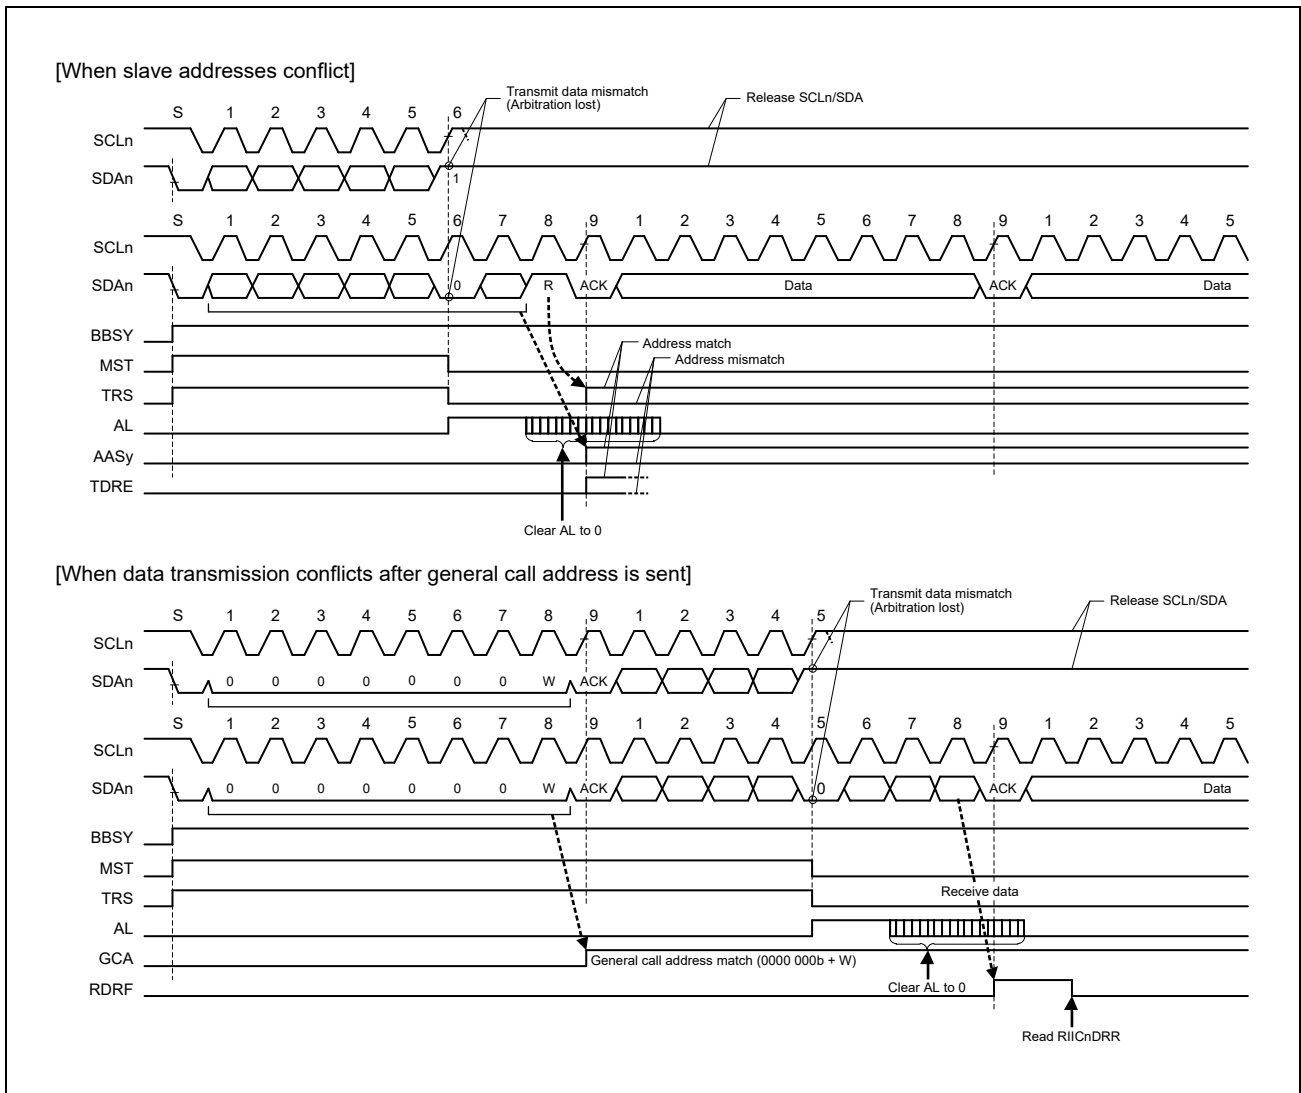 [When slave addresses conflict]
Transmit data mismatch
(Arbitration lost)
Release SCLn/SDA
S 1 2 3 4 5 6
SCLn
SDAn
1
S 1 2 3 4 5 6 7 8 9 1 2 3 4 5 6 7 8 9 1 2 3 4 5
SCLn
SDAn 0 R ACK Data ACK Data
BBSY
Address match
MST
Address mismatch
TRS
AL
AASy
TDRE
Clear AL to 0
[When data transmission conflicts after general call address is sent]
Transmit data mismatch
(Arbitration lost)
Release SCLn/SDA
S 1 2 3 4 5 6 7 8 9 1 2 3 4 5
SCLn
SDAn 0 0 0 0 0 0 0 W ACK
S 1 2 3 4 5 6 7 8 9 1 2 3 4 5 6 7 8 9 1 2 3 4 5
SCLn
SDAn 0 0 0 0 0 0 0 W ACK 0 ACK Data
BBSY
MST
TRS
Receive data
AL
GCA
General call address match (0000 000b + W)
Clear AL to 0
RDRF
Read RIICnDRR